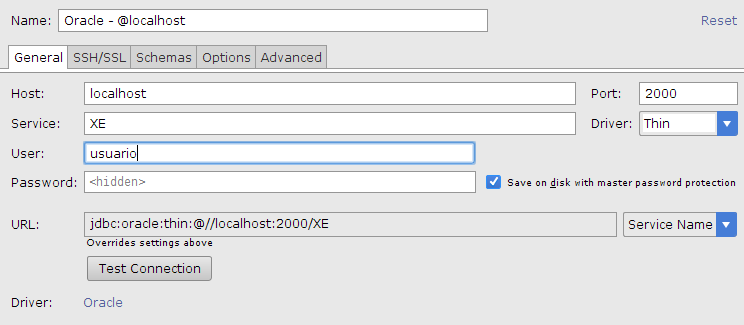 Name: Oracle - @localhost Reset
General SSH/SSL Schemas Options Advanced
Host: localhost Port: 2000
Service: XE Driver: Thin
User: usuario
Password: <hidden> Save on disk with master password protection
URL: jdbc:oracle:thin:@//localhost:2000/XE Service Name
Overrides settings above
Test Connection
Driver: Oracle